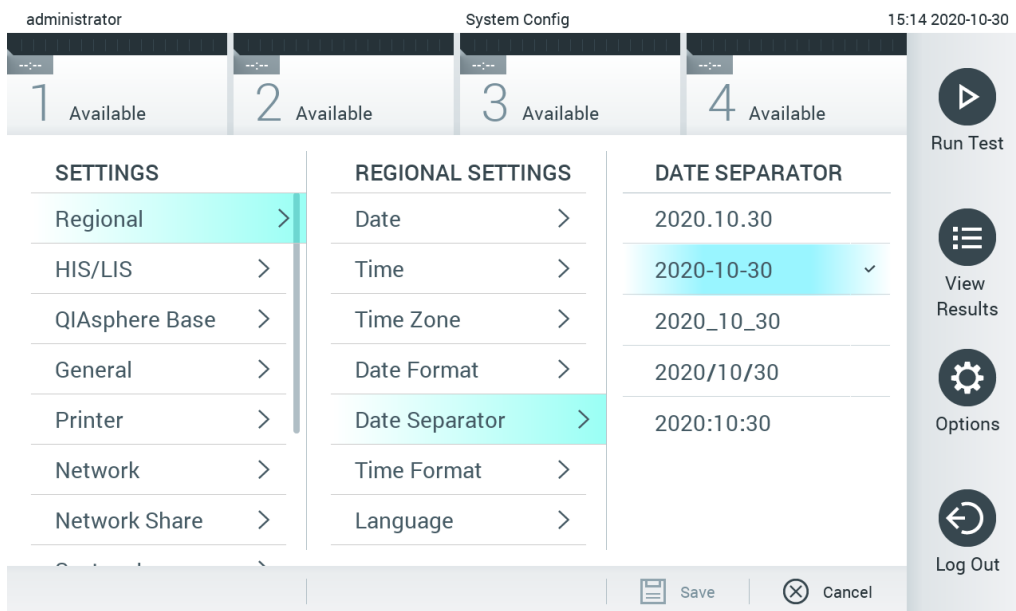 administrator
System Config
15:14 2020-10-30
--:--
1 Available
--:--
2 Available
--:--
3 Available
--:--
4 Available
SETTINGS
Regional
HIS/LIS
QIAsphere Base
General
Printer
Network
Network Share
REGIONAL SETTINGS
Date
Time
Time Zone
Date Format
Date Separator
Time Format
Language
DATE SEPARATOR
2020.10.30
2020-10-30
2020_10_30
2020/10/30
2020:10:30
Run Test
View
Results
Options
Log Out
Save
Cancel